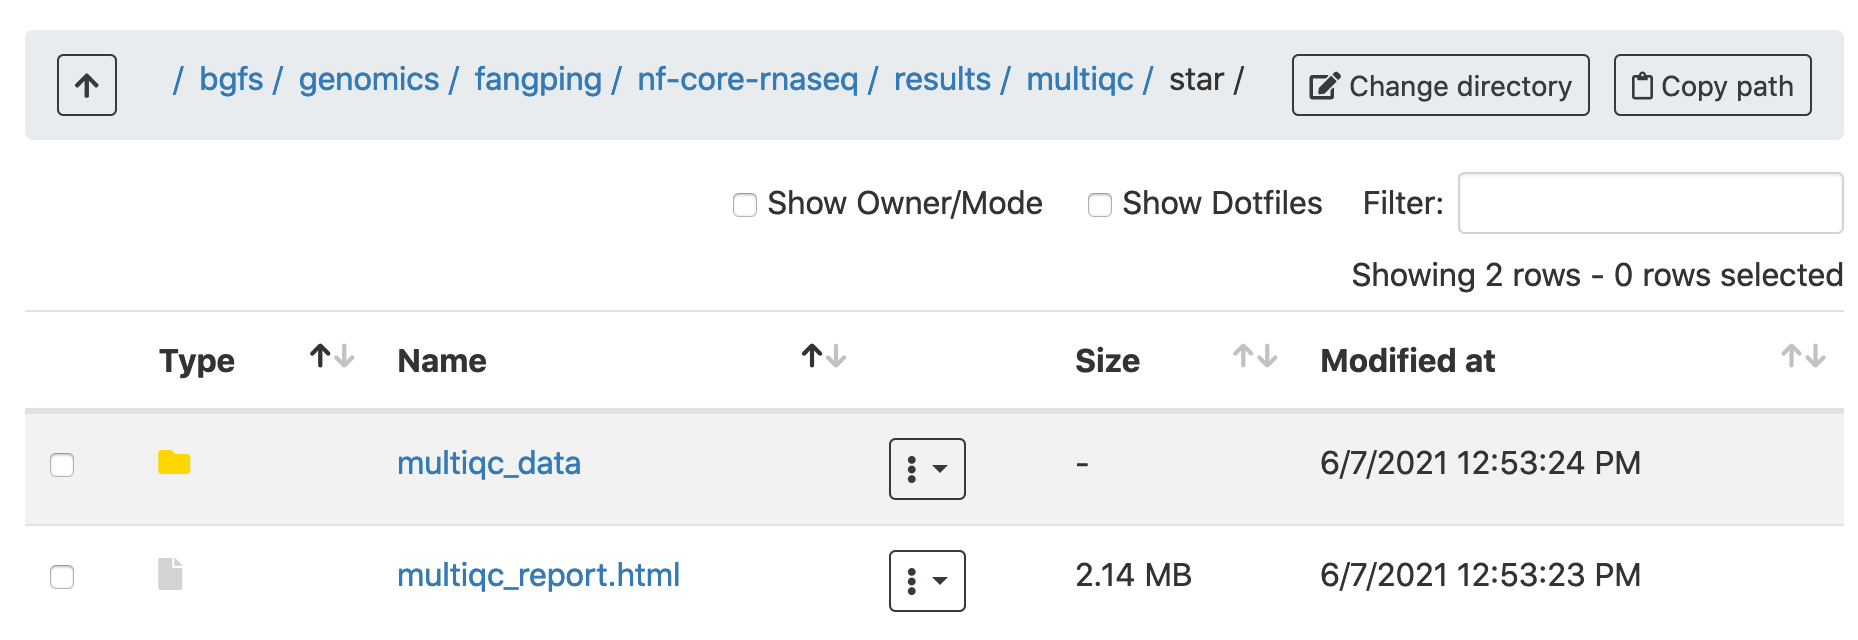 / bgfs / genomics / fangping / nf-core-rnaseq / results / multiqc / star / Change directory Copy path
Show Owner/Mode Show Dotfiles Filter:
Showing 2 rows - 0 rows selected
Type Name Size Modified at
multiqc_data - 6/7/2021 12:53:24 PM
multiqc_report.html 2.14 MB 6/7/2021 12:53:23 PM